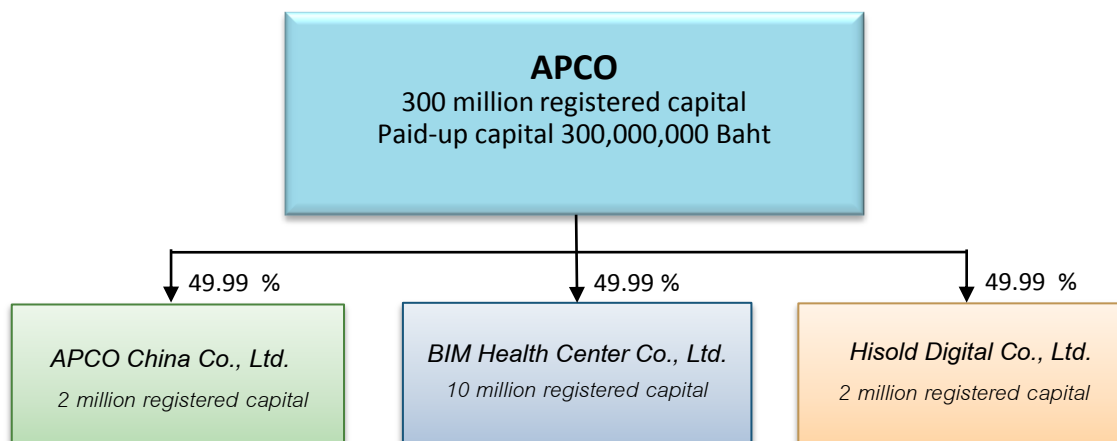 APCO
300 million registered capital
Paid-up capital 300,000,000 Baht
49.99 %
49.99 %
49.99 %
APCO China Co., Ltd.
2 million registered capital
BIM Health Center Co., Ltd.
10 million registered capital
Hisold Digital Co., Ltd.
2 million registered capital